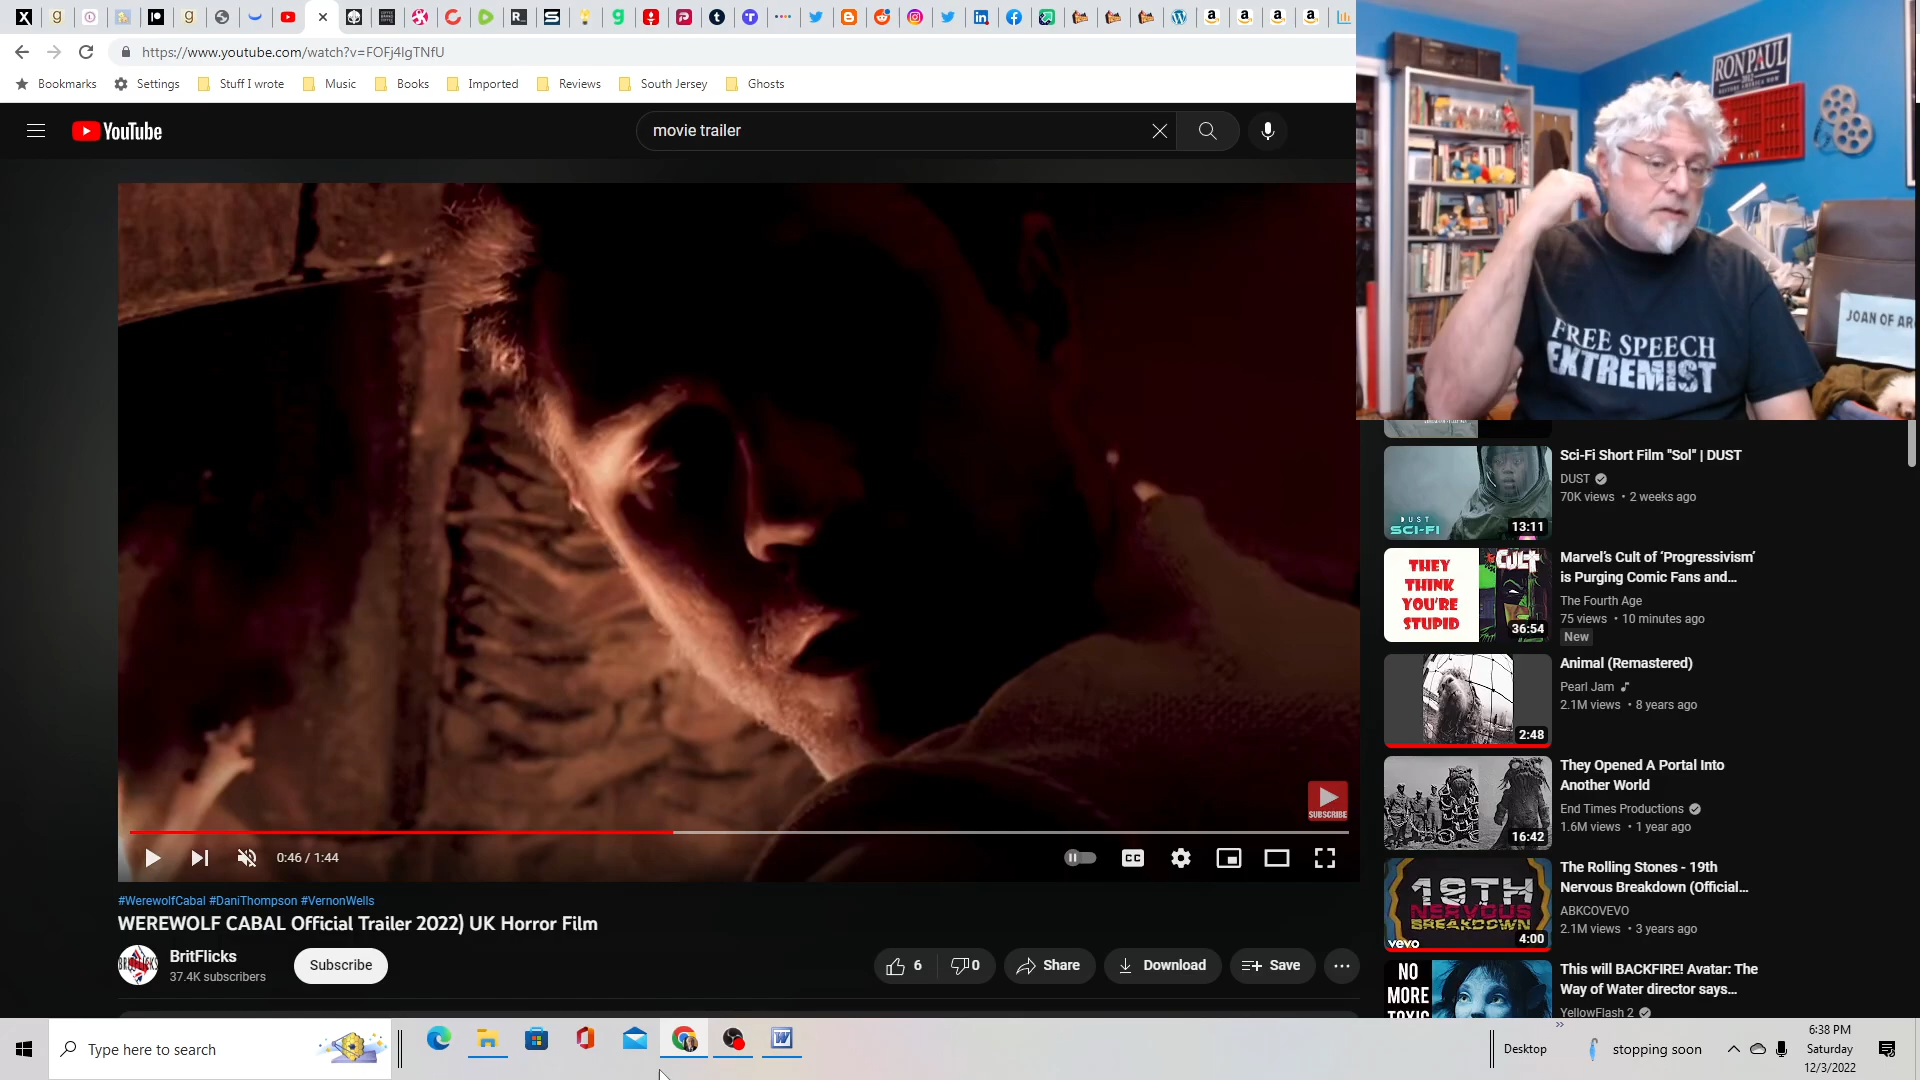 https://www.youtube.com/watch?v=FOFj4lgTNfU
Bookmarks
Settings
Stuff I wrote
Music
Books
Imported
Reviews
South Jersey
Ghosts
YouTube
movie trailer
RON PAUL
FREE SPEECH
EXTREMIST
JOAN OF AR
SUBSCRIBE
0:46 / 1:44
CC
#WerewolfCabal #DaniThompson #VernonWells
WEREWOLF CABAL Official Trailer 2022) UK Horror Film
BritFlicks
37.4K subscribers
Subscribe
6
0
Share
Download
Save
DUST
SCI-FI
13:11
Sci-Fi Short Film "Sol" | DUST
DUST
70K views • 2 weeks ago
THEY
THINK
YOU'RE
STUPID
CULT
36:54
Marvel's Cult of 'Progressivism'
is Purging Comic Fans and...
The Fourth Age
75 views • 10 minutes ago
New
2:48
Animal (Remastered)
Pearl Jam
2.1M views • 8 years ago
16:42
They Opened A Portal Into
Another World
End Times Productions
1.6M views • 1 year ago
19TH
NERVOUS
BREAKDOWN
vevo
4:00
The Rolling Stones - 19th
Nervous Breakdown (Official...
ABKCOVEVO
2.1M views • 3 years ago
NO
MORE
TOXIC
This will BACKFIRE! Avatar: The
Way of Water director says...
YellowFlash 2
Type here to search
Desktop
stopping soon
6:38 PM
Saturday
12/3/2022